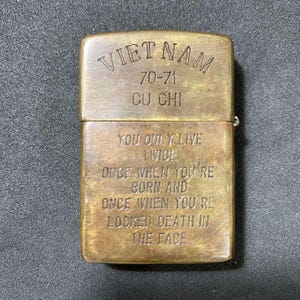 VIETNAM
70-71
CU CHI
YOU ONLY LIVE
TWICE
ONCE WHEN YOU'RE
BORN AND
ONCE WHEN YOU'RE
LOOKED DEATH IN
THE FACE